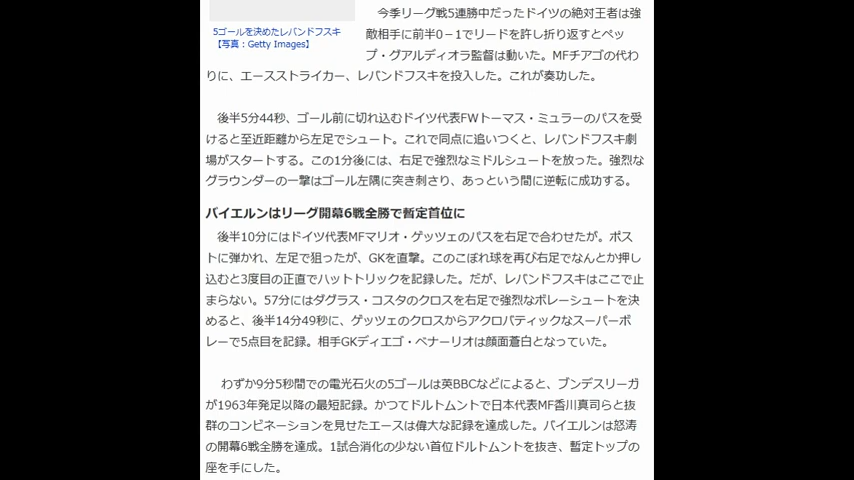 今季リーグ戦5連勝中だったドイツの絶対王者は強
5ゴールを決めたレバンドフスキ
【写真：Getty Images】
敵相手に前半0－1でリードを許し折り返すとペッ
プ・グアルディオラ監督は動いた。MFチアゴの代わ
りに、エースストライカー、レバンドフスキを投入した。これが奏功した。
後半5分44秒、ゴール前に切れ込むドイツ代表FWトーマス・ミュラーのパスを受
けると至近距離から左足でシュート。これで同点に追いつくと、レバンドフスキ劇
場がスタートする。この1分後には、右足で強烈なミドルシュートを放った。強烈な
グラウンダーの一撃はゴール左隅に突き刺さり、あっという間に逆転に成功する。
バイエルンはリーグ開幕6戦全勝で暫定首位に
後半10分にはドイツ代表MFマリオ・ゲッツェのパスを右足で合わせたが。ポス
トに弾かれ、左足で狙ったが、GKを直撃。このこぼれ球を再び右足でなんとか押し
込むと3度目の正直でハットトリックを記録した。だが、レバンドフスキはここで止
まらない。57分にはダグラス・コスタのクロスを右足で強烈なボレーシュートを決
めると、後半14分49秒に、ゲッツェのクロスからアクロバティックなスーパーボ
レーで5点目を記録。相手GKディエゴ・ベナーリオは顔面蒼白となっていた。
わずか9分5秒間での電光石火の5ゴールは英BBCなどによると、ブンデスリーガ
が1963年発足以降の最短記録。かつてドルトムントで日本代表MF香川真司らと抜
群のコンビネーションを見せたエースは偉大な記録を達成した。バイエルンは怒涛
の開幕6戦全勝を達成。1試合消化の少ない首位ドルトムントを抜き、暫定トップの
座を手にした。